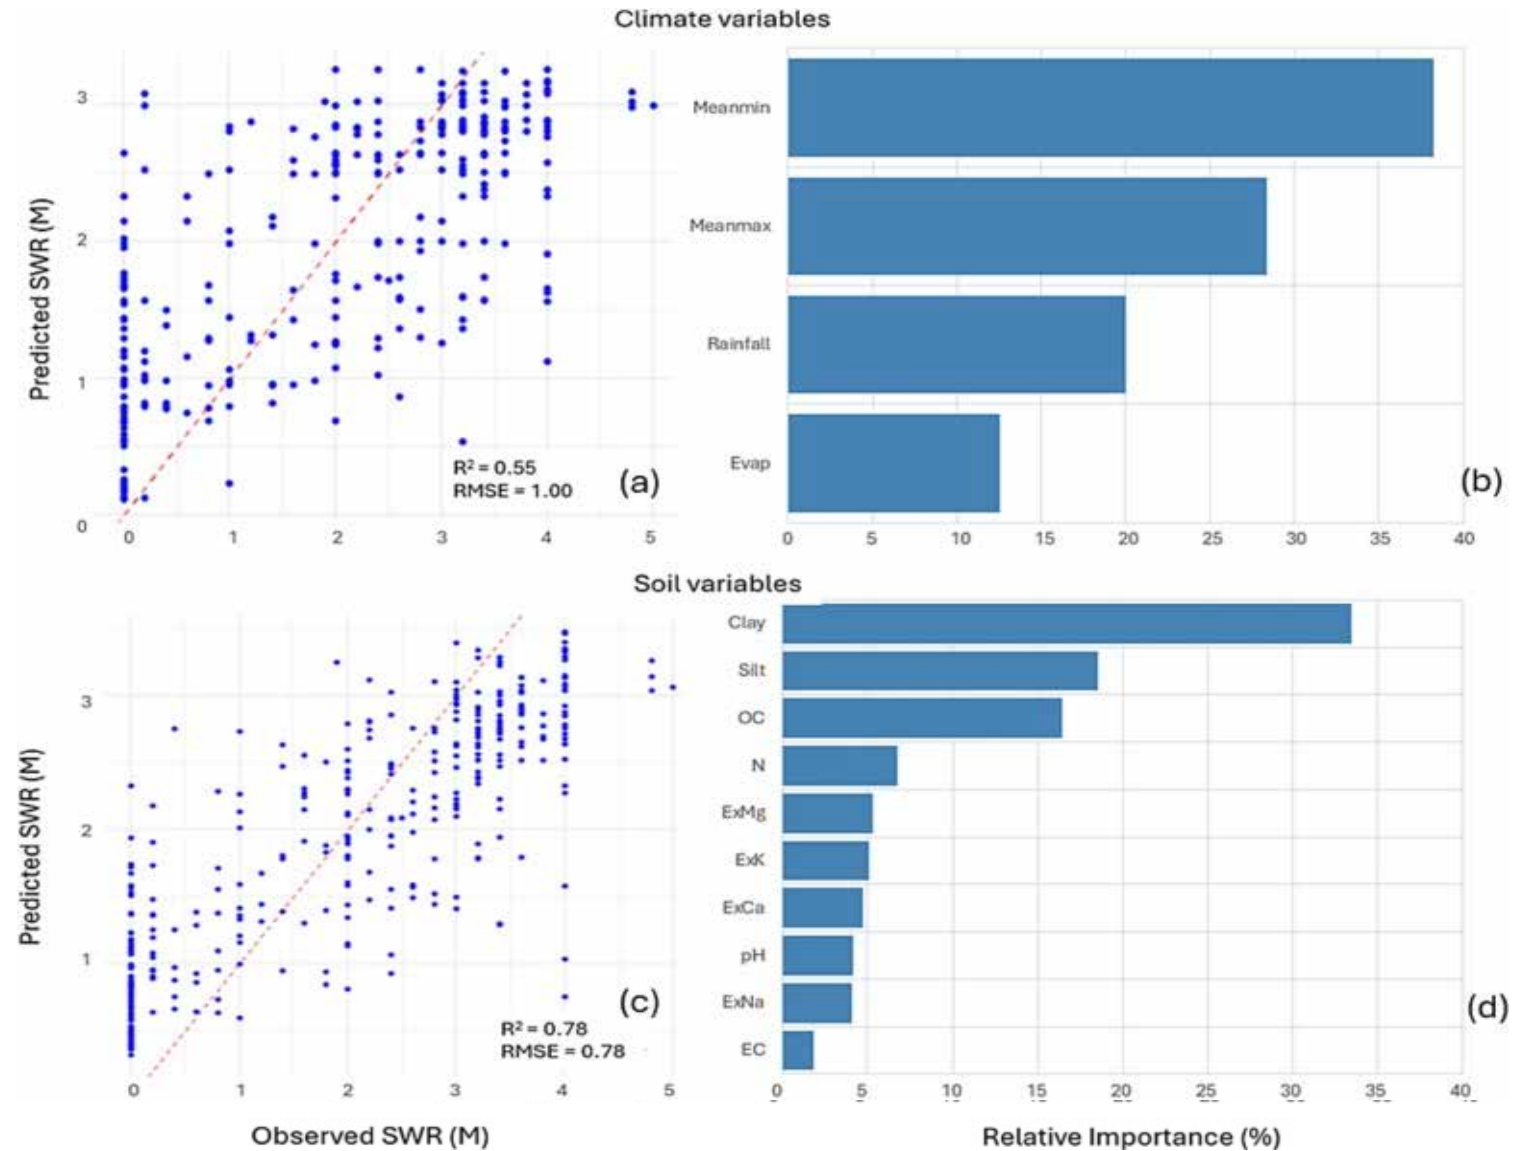 Climate variables
Predicted SWR (M)
3
2
1
0
0 1 2 3 4 5
R² = 0.55
RMSE = 1.00
(a)
Meanmin
Meanmax
Rainfall
Evap
(b)
0 5 10 15 20 25 30 35 40
Soil variables
Predicted SWR (M)
3
2
1
0 1 2 3 4 5
R² = 0.78
RMSE = 0.78
(c)
Observed SWR (M)
Clay
Silt
OC
N
ExMg
ExK
ExCa
pH
ExNa
EC
(d)
0 5 10 15 20 25 30 35 40
Relative Importance (%)